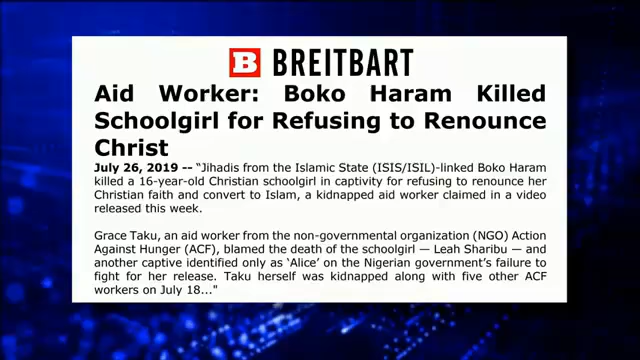 B BREITBART
Aid Worker: Boko Haram Killed
Schoolgirl for Refusing to Renounce
Christ
July 26, 2019 -- “Jihadis from the Islamic State (ISIS/ISIL)-linked Boko Haram
killed a 16-year-old Christian schoolgirl in captivity for refusing to renounce her
Christian faith and convert to Islam, a kidnapped aid worker claimed in a video
released this week.
Grace Taku, an aid worker from the non-governmental organization (NGO) Action
Against Hunger (ACF), blamed the death of the schoolgirl — Leah Sharibu — and
another captive identified only as ‘Alice’ on the Nigerian government’s failure to
fight for her release. Taku herself was kidnapped along with five other ACF
workers on July 18..."